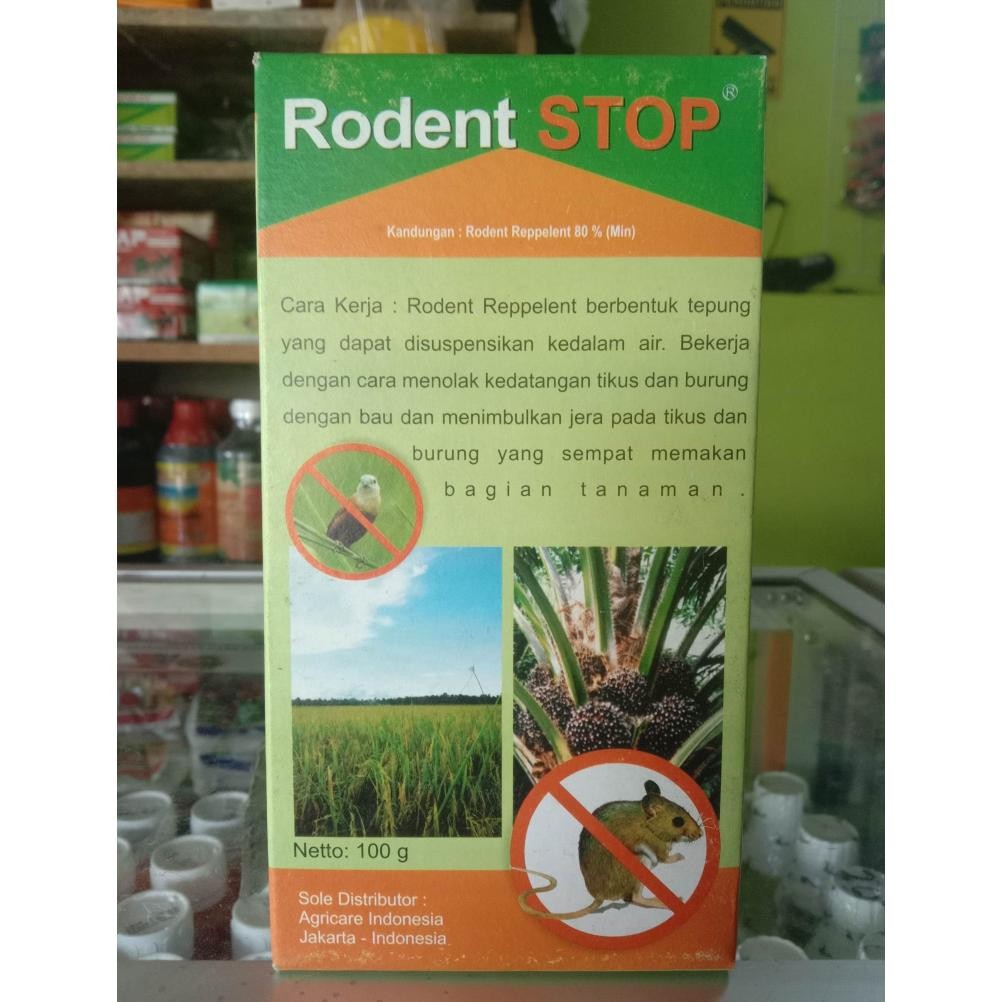 Rodent STOP®
Kandungan : Rodent Reppelent 80 % (Min)
Cara Kerja : Rodent Reppelent berbentuk tepung
yang dapat disuspensikan kedalam air. Bekerja
dengan cara menolak kedatangan tikus dan burung
dengan bau dan menimbulkan jera pada tikus dan
burung yang sempat memakan
bagian tanaman .
Netto: 100 g
Sole Distributor :
Agricare Indonesia
Jakarta - Indonesia